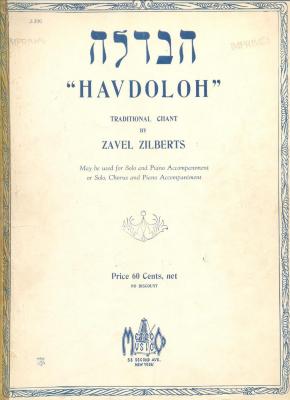 הבדלה
"HAVDOLOH"
TRADITIONAL CHANT
BY
ZAVEL ZILBERTS
May be used for Solo and Piano Accompaniment
or Solo, Chorus and Piano Accompaniment
Price 60 Cents, net
NO DISCOUNT
METRO
MUSIC
CO
58 SECOND AVE.
NEW YORK